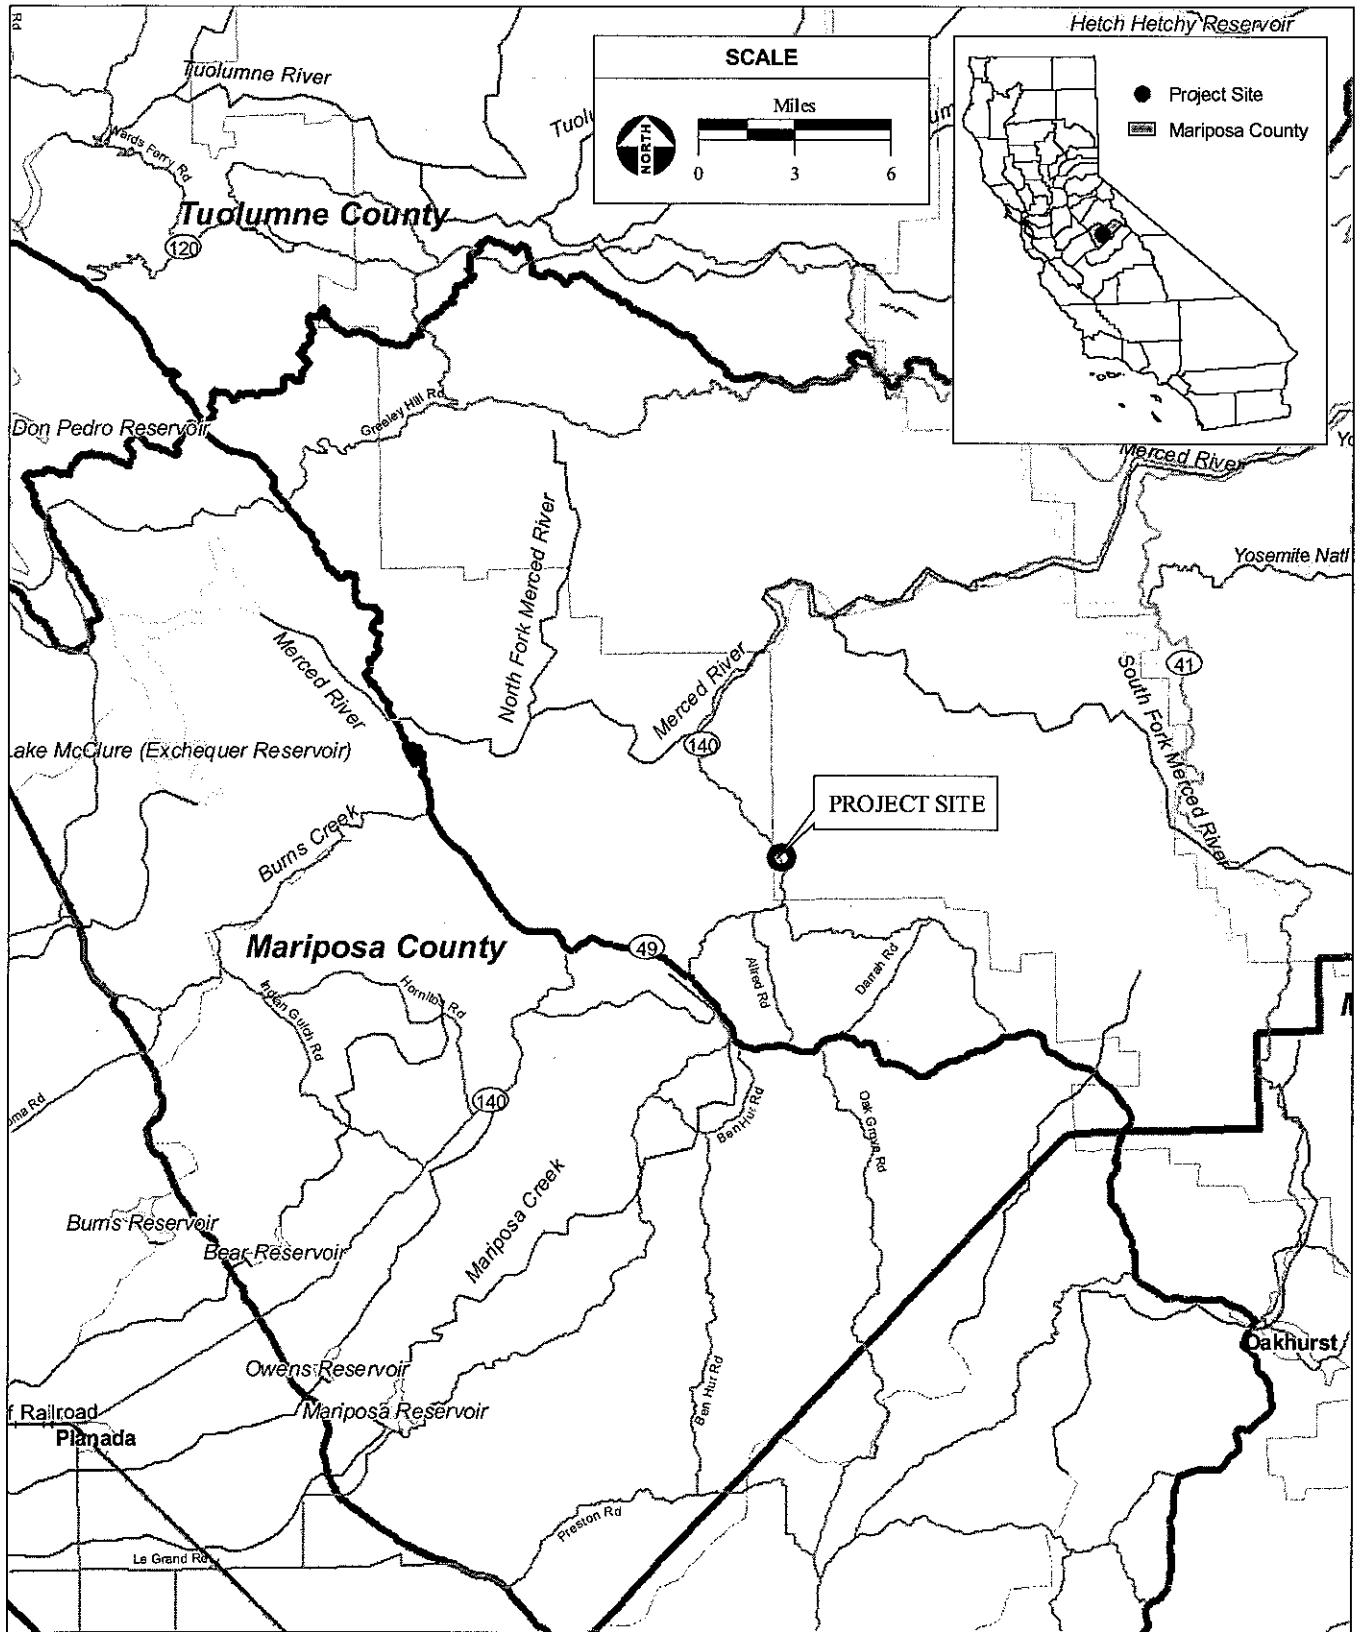 Rd
Hetch Hetchy Reservoir
Tuolumne River
SCALE
Miles
NORTH
0 3 6
Project Site
Mariposa County
Wards Ferry Rd
Tuolumne County
120
Greeley Hill Rd
Don Pedro Reservoir
Merced River
North Fork Merced River
Yosemite Natl
Merced River
Merced River
South Fork Merced River
41
140
Lake McClure (Exchequer Reservoir)
PROJECT SITE
Burns Creek
Mariposa County
49
Allred Rd
Darrah Rd
Indian Gulch Rd
Hornitos Rd
140
oma Rd
Ben Hur Rd
Oak Grove Rd
Mariposa Creek
Burns Reservoir
Bear Reservoir
Oakhurst
Owens Reservoir
Ben Hur Rd
Mariposa Reservoir
f Railroad
Planada
Preston Rd
Le Grand Rd